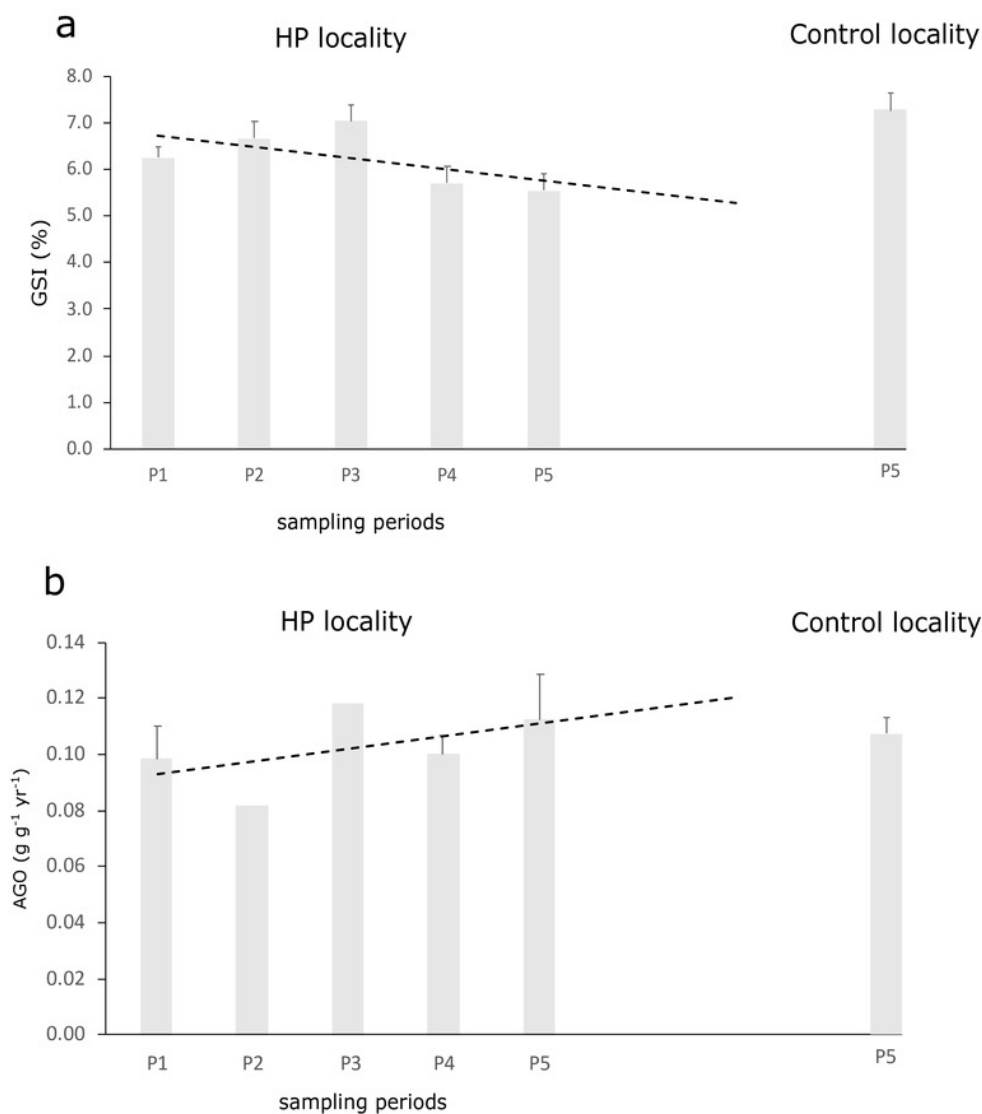 a
HP locality
Control locality
8.0
7.0
6.0
5.0
4.0
3.0
2.0
1.0
0.0
GSI (%)
P1 P2 P3 P4 P5 P5
sampling periods
b
HP locality
Control locality
0.14
0.12
0.10
0.08
0.06
0.04
0.02
0.00
AGO (g g⁻¹ yr⁻¹)
P1 P2 P3 P4 P5 P5
sampling periods